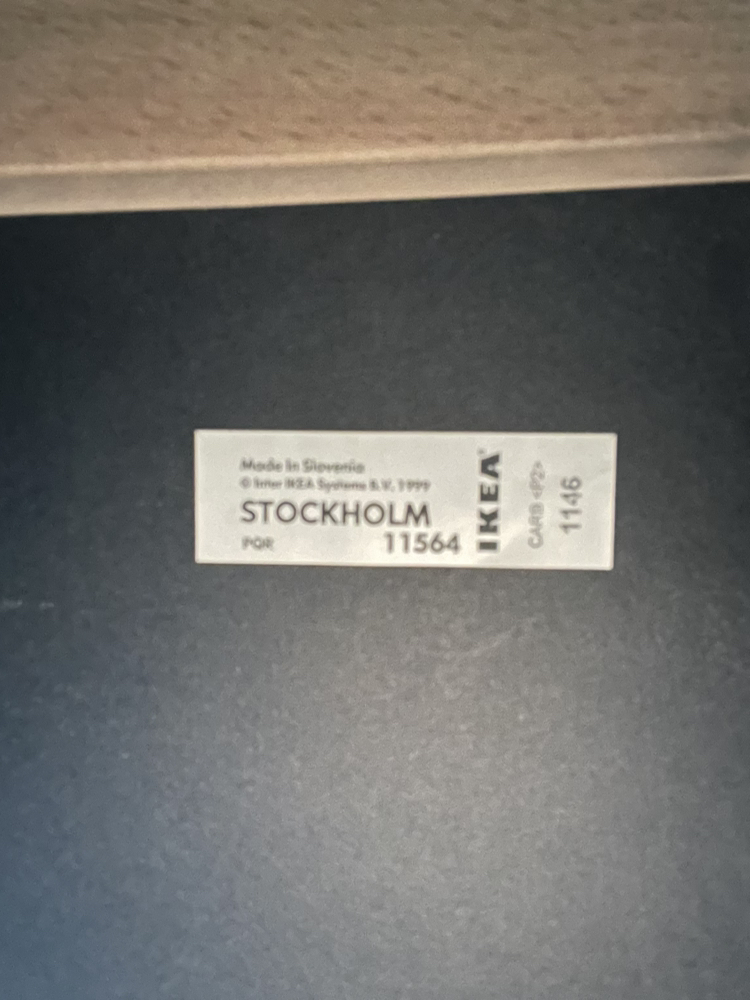 Made In Slovenia
© Inter IKEA Systems B.V. 1999
STOCKHOLM
PQR 11564
IKEA
CARB <P2>
1146